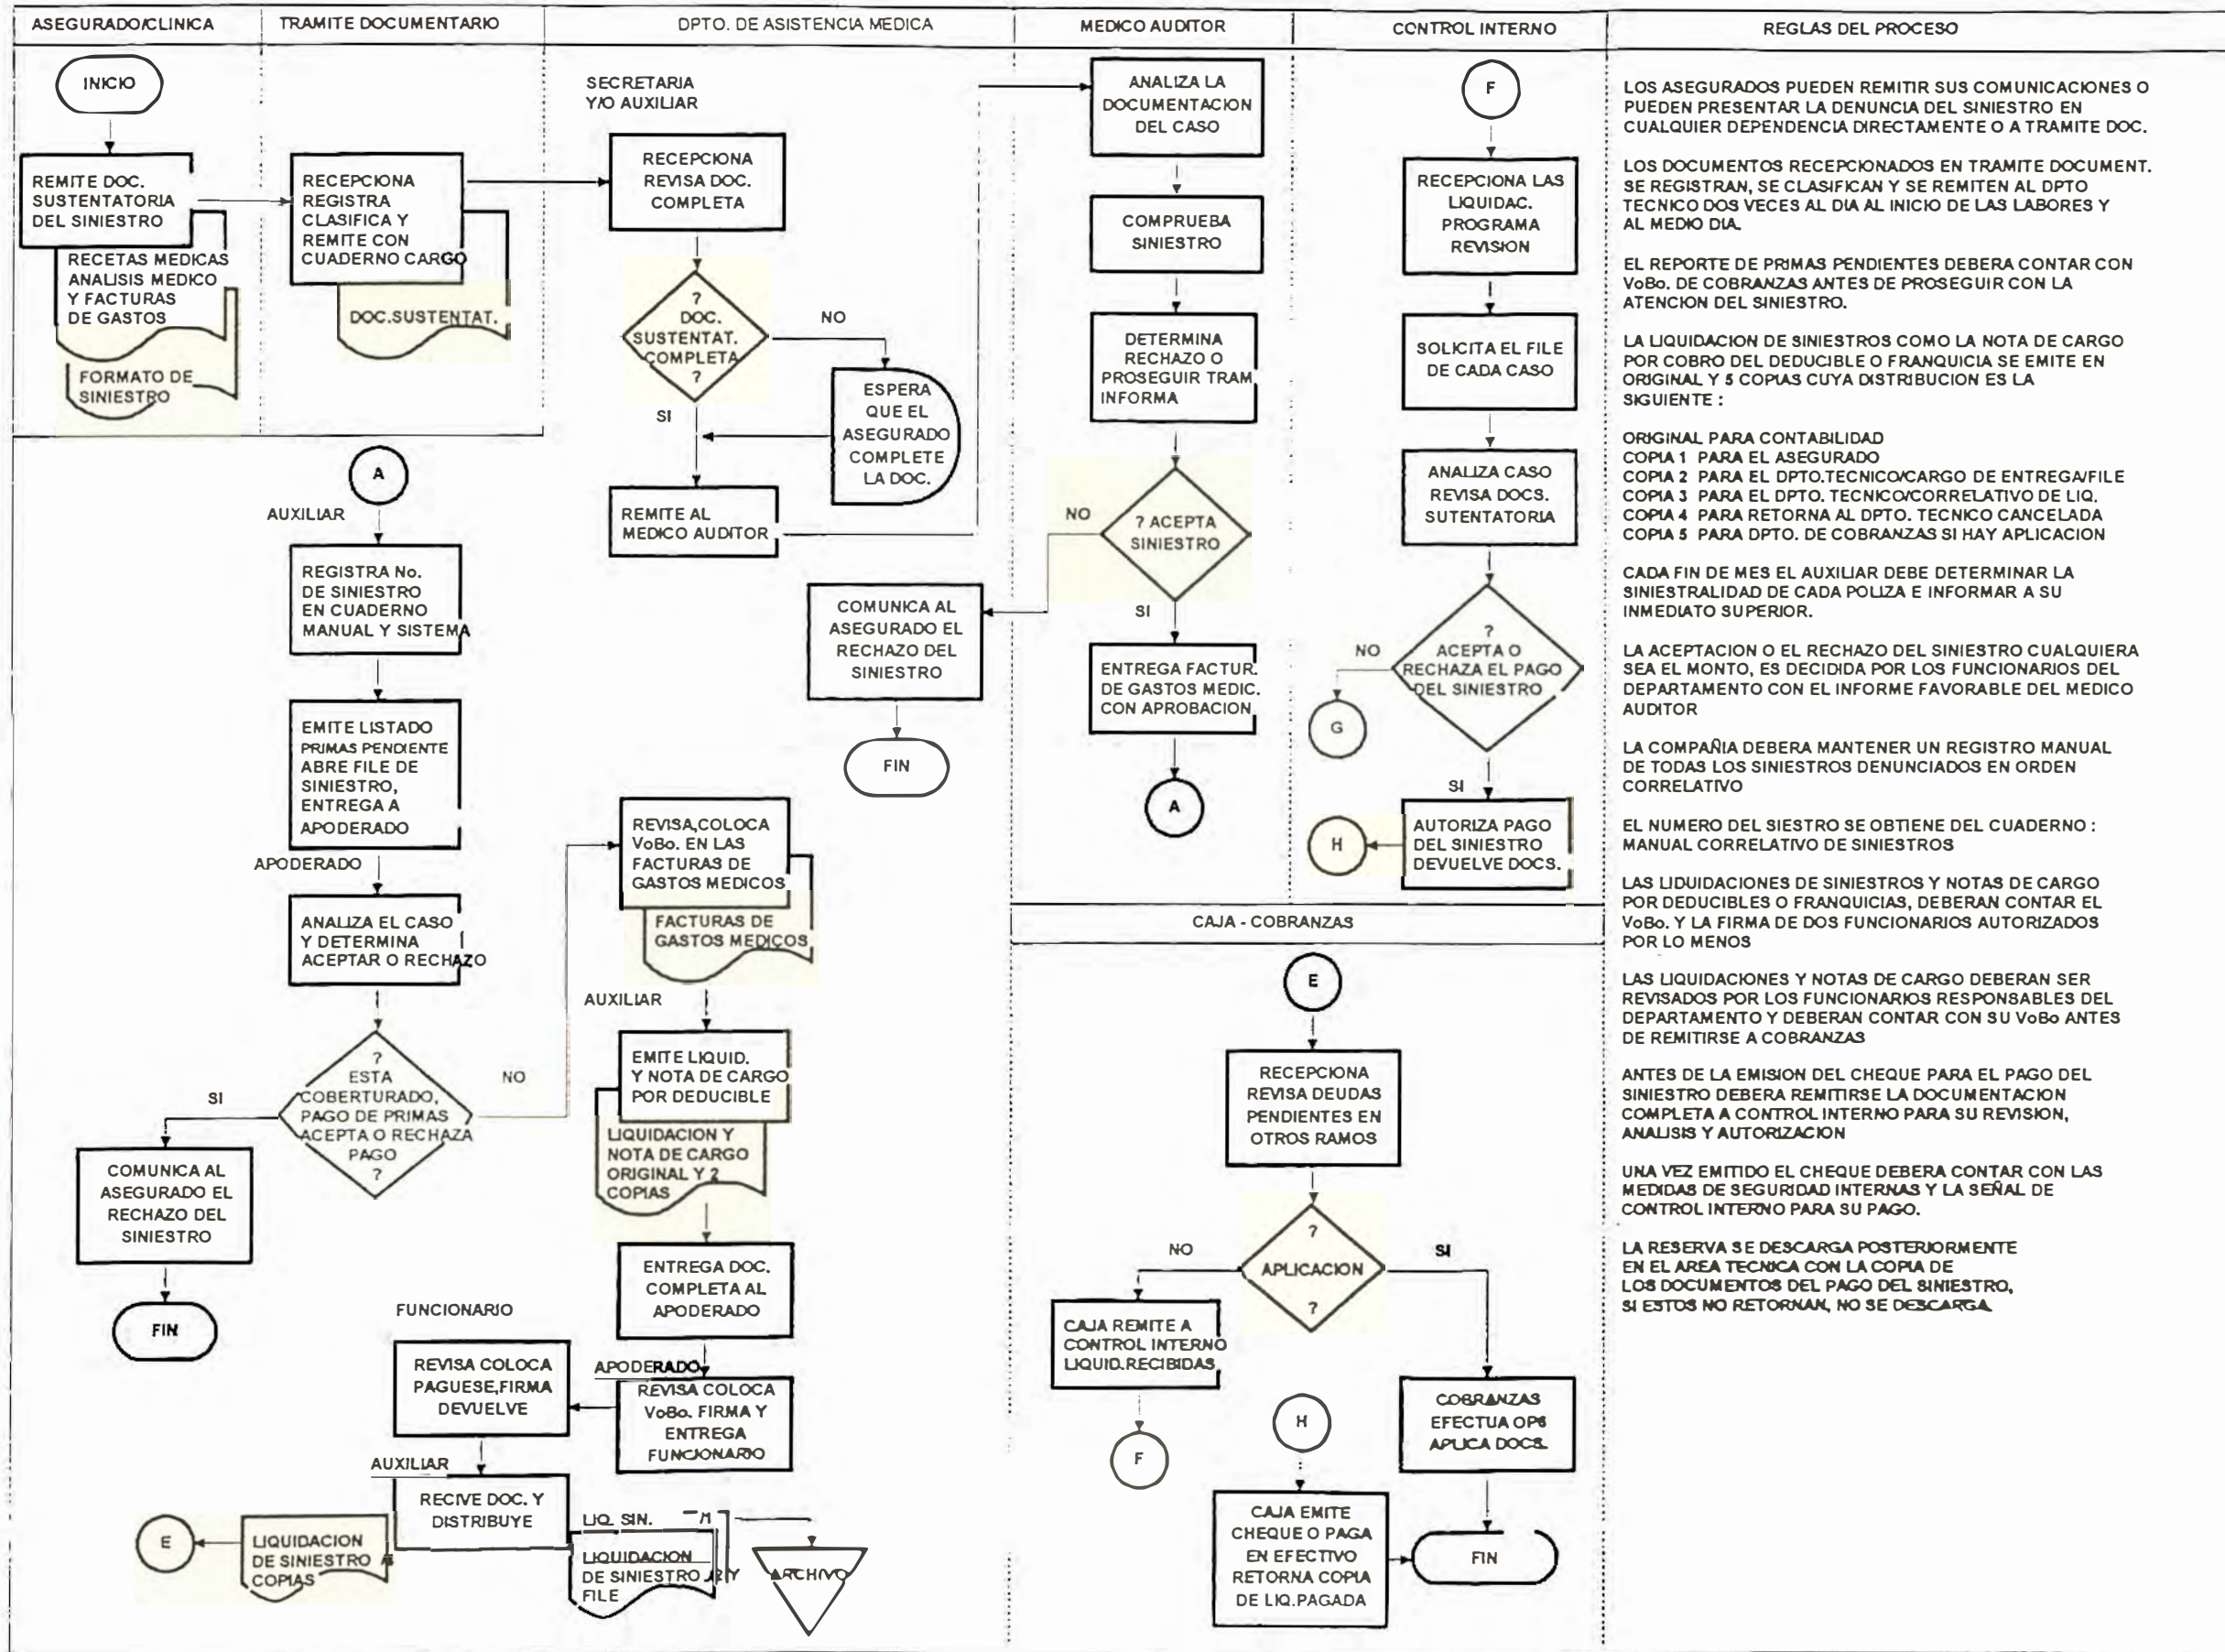 ASEGURADO/CLINICA
TRAMITE DOCUMENTARIO
DPTO. DE ASISTENCIA MEDICA
MEDICO AUDITOR
CONTROL INTERNO
REGLAS DEL PROCESO
INICIO
REMITE DOC.
SUSTENTATORIA
DEL SINIESTRO
RECETAS MEDICAS
ANALISIS MEDICO
Y FACTURAS
DE GASTOS
FORMATO DE
SINIESTRO
RECEPCIONA
REGISTRA
CLASIFICA Y
REMITE CON
CUADERNO CARGO
DOC.SUSTENTAT.
SECRETARIA
Y/O AUXILIAR
RECEPCIONA
REVISA DOC.
COMPLETA
?
DOC.
SUSTENTAT.
COMPLETA
?
NO
SI
ESPERA
QUE EL
ASEGURADO
COMPLETE
LA DOC.
REMITE AL
MEDICO AUDITOR
ANALIZA LA
DOCUMENTACION
DEL CASO
COMPRUEBA
SINIESTRO
DETERMINA
RECHAZO O
PROSEGUIR TRAM
INFORMA
? ACEPTA
SINIESTRO
NO
SI
COMUNICA AL
ASEGURADO EL
RECHAZO DEL
SINIESTRO
FIN
ENTREGA FACTUR.
DE GASTOS MEDIC.
CON APROBACION
A
A
AUXILIAR
REGISTRA No.
DE SINIESTRO
EN CUADERNO
MANUAL Y SISTEMA
EMITE LISTADO
PRIMAS PENDIENTE
ABRE FILE DE
SINIESTRO,
ENTREGA A
APODERADO
APODERADO
ANALIZA EL CASO
Y DETERMINA
ACEPTAR O RECHAZO
?
ESTA
COBERTURADO,
PAGO DE PRIMAS
ACEPTA O RECHAZA
PAGO
?
SI
NO
COMUNICA AL
ASEGURADO EL
RECHAZO DEL
SINIESTRO
FIN
REVISA,COLOCA
VoBo. EN LAS
FACTURAS DE
GASTOS MEDICOS
FACTURAS DE
GASTOS MEDICOS
AUXILIAR
EMITE LIQUID.
Y NOTA DE CARGO
POR DEDUCIBLE
LIQUIDACION Y
NOTA DE CARGO
ORIGINAL Y 2
COPIAS
ENTREGA DOC.
COMPLETA AL
APODERADO
APODERADO
REVISA COLOCA
VoBo. FIRMA Y
ENTREGA
FUNCIONARIO
FUNCIONARIO
REVISA COLOCA
PAGUESE,FIRMA
DEVUELVE
AUXILIAR
RECIVE DOC. Y
DISTRIBUYE
E
LIQUIDACION
DE SINIESTRO
COPIAS
LIQ. SIN.
LIQUIDACION
DE SINIESTRO
FILE
ARCHIVO
F
RECEPCIONA LAS
LIQUIDAC.
PROGRAMA
REVISION
SOLICITA EL FILE
DE CADA CASO
ANALIZA CASO
REVISA DOCS.
SUTENTATORIA
?
ACEPTA O
RECHAZA EL PAGO
DEL SINIESTRO
NO
G
SI
AUTORIZA PAGO
DEL SINIESTRO
DEVUELVE DOCS.
H
CAJA - COBRANZAS
E
RECEPCIONA
REVISA DEUDAS
PENDIENTES EN
OTROS RAMOS
?
APLICACION
?
NO
SI
CAJA REMITE A
CONTROL INTERNO
LIQUID.RECIBIDAS
F
H
CAJA EMITE
CHEQUE O PAGA
EN EFECTIVO
RETORNA COPIA
DE LIQ.PAGADA
COBRANZAS
EFECTUA OPS
APLICA DOCS.
FIN
LOS ASEGURADOS PUEDEN REMITIR SUS COMUNICACIONES O
PUEDEN PRESENTAR LA DENUNCIA DEL SINIESTRO EN
CUALQUIER DEPENDENCIA DIRECTAMENTE O A TRAMITE DOC.
LOS DOCUMENTOS RECEPCIONADOS EN TRAMITE DOCUMENT.
SE REGISTRAN, SE CLASIFICAN Y SE REMITEN AL DPTO
TECNICO DOS VECES AL DIA AL INICIO DE LAS LABORES Y
AL MEDIO DIA.
EL REPORTE DE PRIMAS PENDIENTES DEBERA CONTAR CON
VoBo. DE COBRANZAS ANTES DE PROSEGUIR CON LA
ATENCION DEL SINIESTRO.
LA LIQUIDACION DE SINIESTROS COMO LA NOTA DE CARGO
POR COBRO DEL DEDUCIBLE O FRANQUICIA SE EMITE EN
ORIGINAL Y 5 COPIAS CUYA DISTRIBUCION ES LA
SIGUIENTE :
ORIGINAL PARA CONTABILIDAD
COPIA 1 PARA EL ASEGURADO
COPIA 2 PARA EL DPTO.TECNICO/CARGO DE ENTREGA/FILE
COPIA 3 PARA EL DPTO. TECNICO/CORRELATIVO DE LIQ.
COPIA 4 PARA RETORNA AL DPTO. TECNICO CANCELADA
COPIA 5 PARA DPTO. DE COBRANZAS SI HAY APLICACION
CADA FIN DE MES EL AUXILIAR DEBE DETERMINAR LA
SINIESTRALIDAD DE CADA POLIZA E INFORMAR A SU
INMEDIATO SUPERIOR.
LA ACEPTACION O EL RECHAZO DEL SINIESTRO CUALQUIERA
SEA EL MONTO, ES DECIDIDA POR LOS FUNCIONARIOS DEL
DEPARTAMENTO CON EL INFORME FAVORABLE DEL MEDICO
AUDITOR
LA COMPAÑIA DEBERA MANTENER UN REGISTRO MANUAL
DE TODAS LOS SINIESTROS DENUNCIADOS EN ORDEN
CORRELATIVO
EL NUMERO DEL SIESTRO SE OBTIENE DEL CUADERNO :
MANUAL CORRELATIVO DE SINIESTROS
LAS LIDUIDACIONES DE SINIESTROS Y NOTAS DE CARGO
POR DEDUCIBLES O FRANQUICIAS, DEBERAN CONTAR EL
VoBo. Y LA FIRMA DE DOS FUNCIONARIOS AUTORIZADOS
POR LO MENOS
LAS LIQUIDACIONES Y NOTAS DE CARGO DEBERAN SER
REVISADOS POR LOS FUNCIONARIOS RESPONSABLES DEL
DEPARTAMENTO Y DEBERAN CONTAR CON SU VoBo ANTES
DE REMITIRSE A COBRANZAS
ANTES DE LA EMISION DEL CHEQUE PARA EL PAGO DEL
SINIESTRO DEBERA REMITIRSE LA DOCUMENTACION
COMPLETA A CONTROL INTERNO PARA SU REVISION,
ANALISIS Y AUTORIZACION
UNA VEZ EMITIDO EL CHEQUE DEBERA CONTAR CON LAS
MEDIDAS DE SEGURIDAD INTERNAS Y LA SEÑAL DE
CONTROL INTERNO PARA SU PAGO.
LA RESERVA SE DESCARGA POSTERIORMENTE
EN EL AREA TECNICA CON LA COPIA DE
LOS DOCUMENTOS DEL PAGO DEL SINIESTRO,
SI ESTOS NO RETORNAN, NO SE DESCARGA